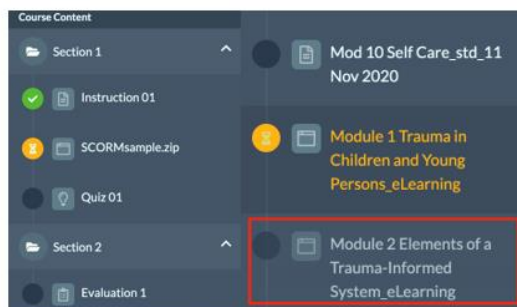 Course Content
Section 1
Instruction 01
SCORMsample.zip
Quiz 01
Section 2
Evaluation 1
Mod 10 Self Care_std_11
Nov 2020
Module 1 Trauma in
Children and Young
Persons_eLearning
Module 2 Elements of a
Trauma-Informed
System_eLearning